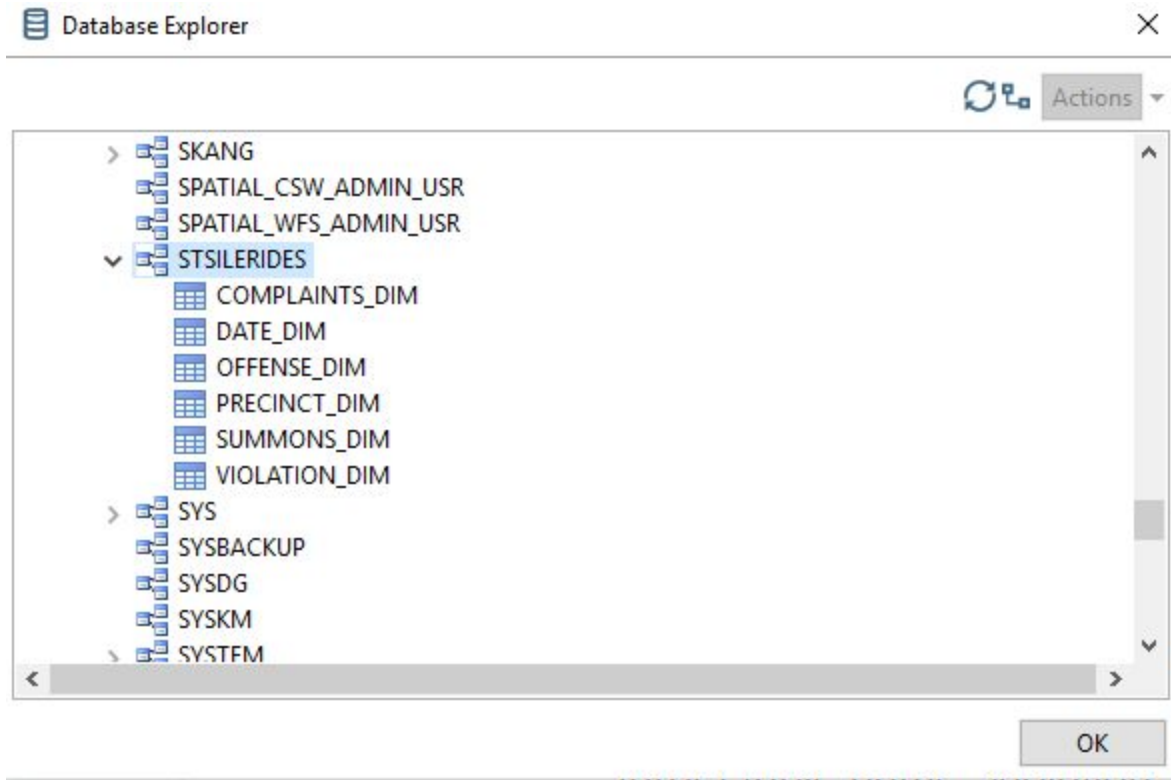 Database Explorer
Actions
SKANG
SPATIAL_CSW_ADMIN_USR
SPATIAL_WFS_ADMIN_USR
STSILERIDES
COMPLAINTS_DIM
DATE_DIM
OFFENSE_DIM
PRECINCT_DIM
SUMMONS_DIM
VIOLATION_DIM
SYS
SYSBACKUP
SYSDG
SYSKM
SYSTEM
OK